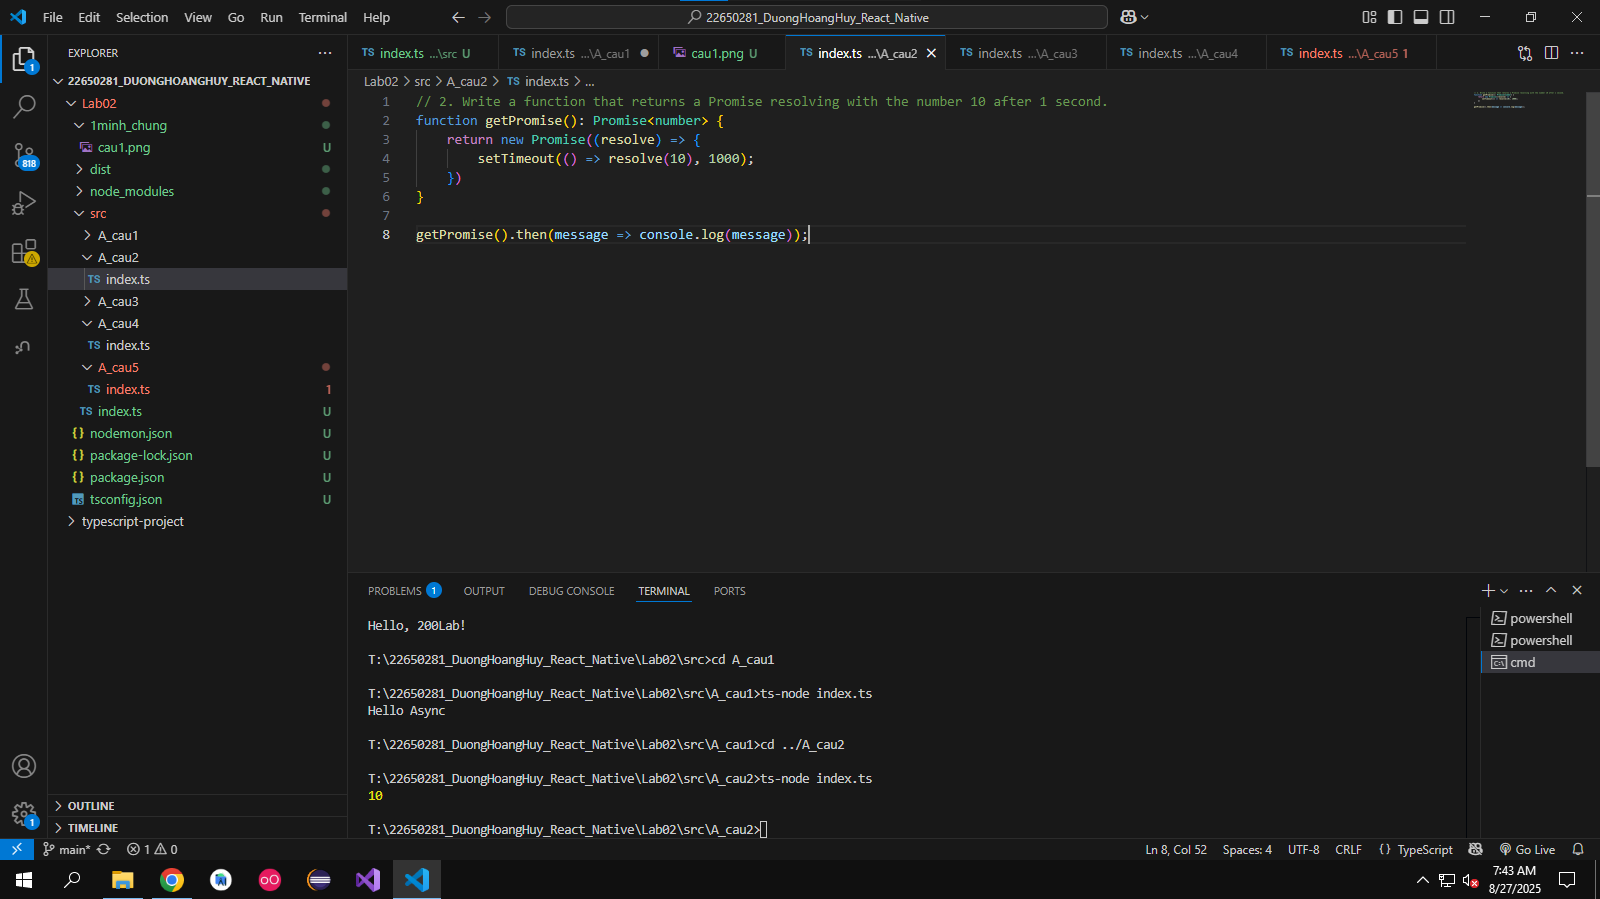 File Edit Selection View Go Run Terminal Help
22650281_DuongHoangHuy_React_Native
EXPLORER
22650281_DUONGHOANGHUY_REACT_NATIVE
Lab02
1minh_chung
cau1.png U
dist
node_modules
src
A_cau1
A_cau2
TS index.ts
A_cau3
A_cau4
TS index.ts
A_cau5
TS index.ts 1
TS index.ts U
{} nodemon.json U
{} package-lock.json U
{} package.json U
TS tsconfig.json U
typescript-project
OUTLINE
TIMELINE
1
818
1
TS index.ts ...\src U
TS index.ts ...\A_cau1
cau1.png U
TS index.ts ...\A_cau2
TS index.ts ...\A_cau3
TS index.ts ...\A_cau4
TS index.ts ...\A_cau5 1
Lab02 > src > A_cau2 > TS index.ts > ...
1 // 2. Write a function that returns a Promise resolving with the number 10 after 1 second.
2 function getPromise(): Promise<number> {
3 return new Promise((resolve) => {
4 setTimeout(() => resolve(10), 1000);
5 })
6 }
7
8 getPromise().then(message => console.log(message));
PROBLEMS 1 OUTPUT DEBUG CONSOLE TERMINAL PORTS
Hello, 200Lab!
T:\22650281_DuongHoangHuy_React_Native\Lab02\src>cd A_cau1
T:\22650281_DuongHoangHuy_React_Native\Lab02\src\A_cau1>ts-node index.ts
Hello Async
T:\22650281_DuongHoangHuy_React_Native\Lab02\src\A_cau1>cd ../A_cau2
T:\22650281_DuongHoangHuy_React_Native\Lab02\src\A_cau2>ts-node index.ts
10
T:\22650281_DuongHoangHuy_React_Native\Lab02\src\A_cau2>
powershell
powershell
cmd
main* 1 0
Ln 8, Col 52 Spaces: 4 UTF-8 CRLF {} TypeScript Go Live
7:43 AM
8/27/2025